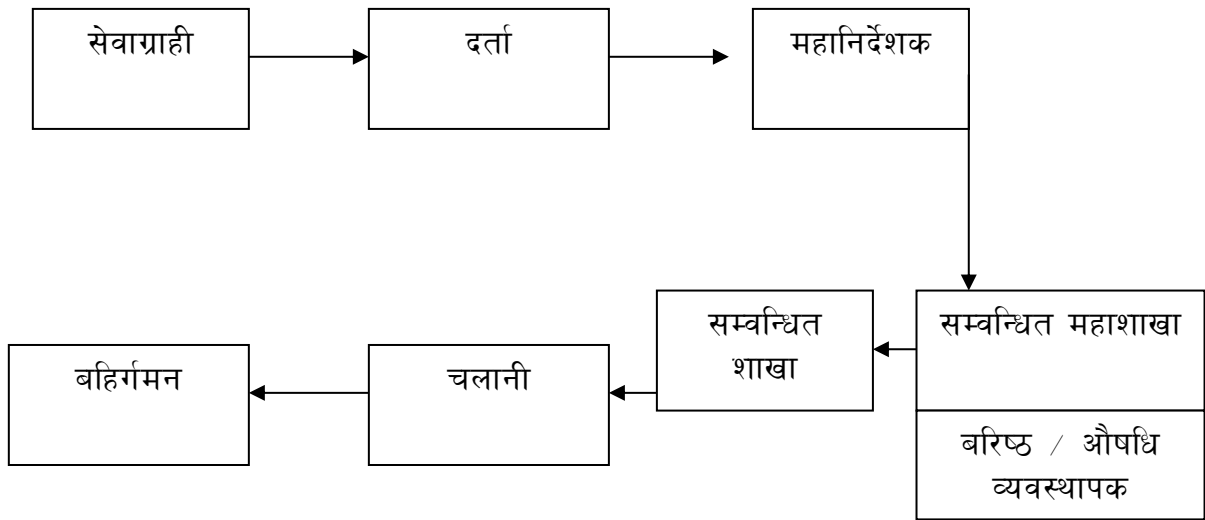 सेवाग्राही
दर्ता
महानिर्देशक
सम्वन्धित महाशाखा
बरिष्ठ / औषधि
व्यवस्थापक
सम्वन्धित
शाखा
चलानी
बहिर्गमन